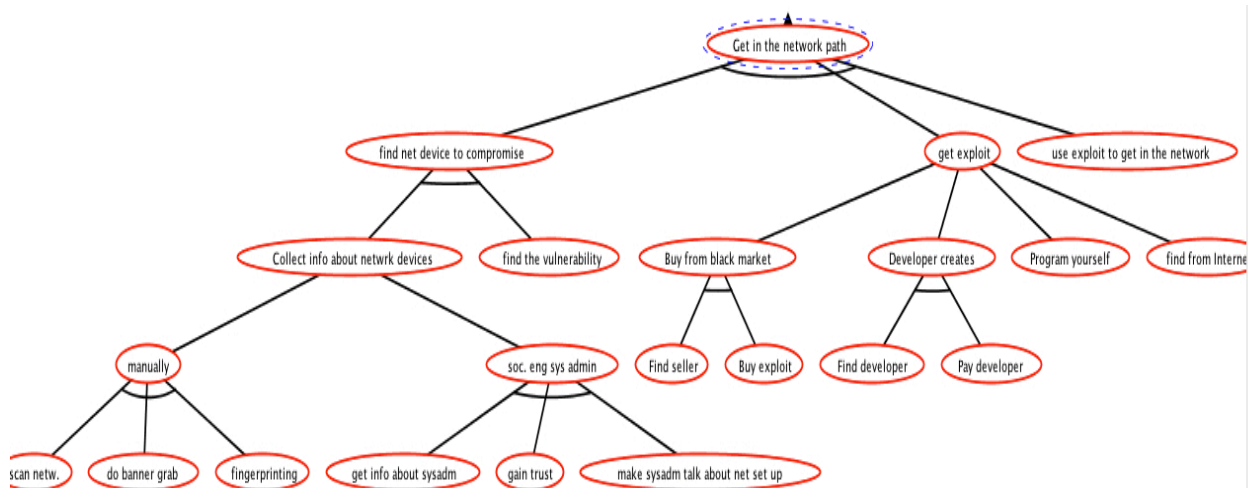 Get in the network path
find net device to compromise
get exploit
use exploit to get in the network
Collect info about netwrk devices
find the vulnerability
Buy from black market
Developer creates
Program yourself
find from Interne
manually
soc. eng sys admin
Find seller
Buy exploit
Find developer
Pay developer
scan netw.
do banner grab
fingerprinting
get info about sysadm
gain trust
make sysadm talk about net set up